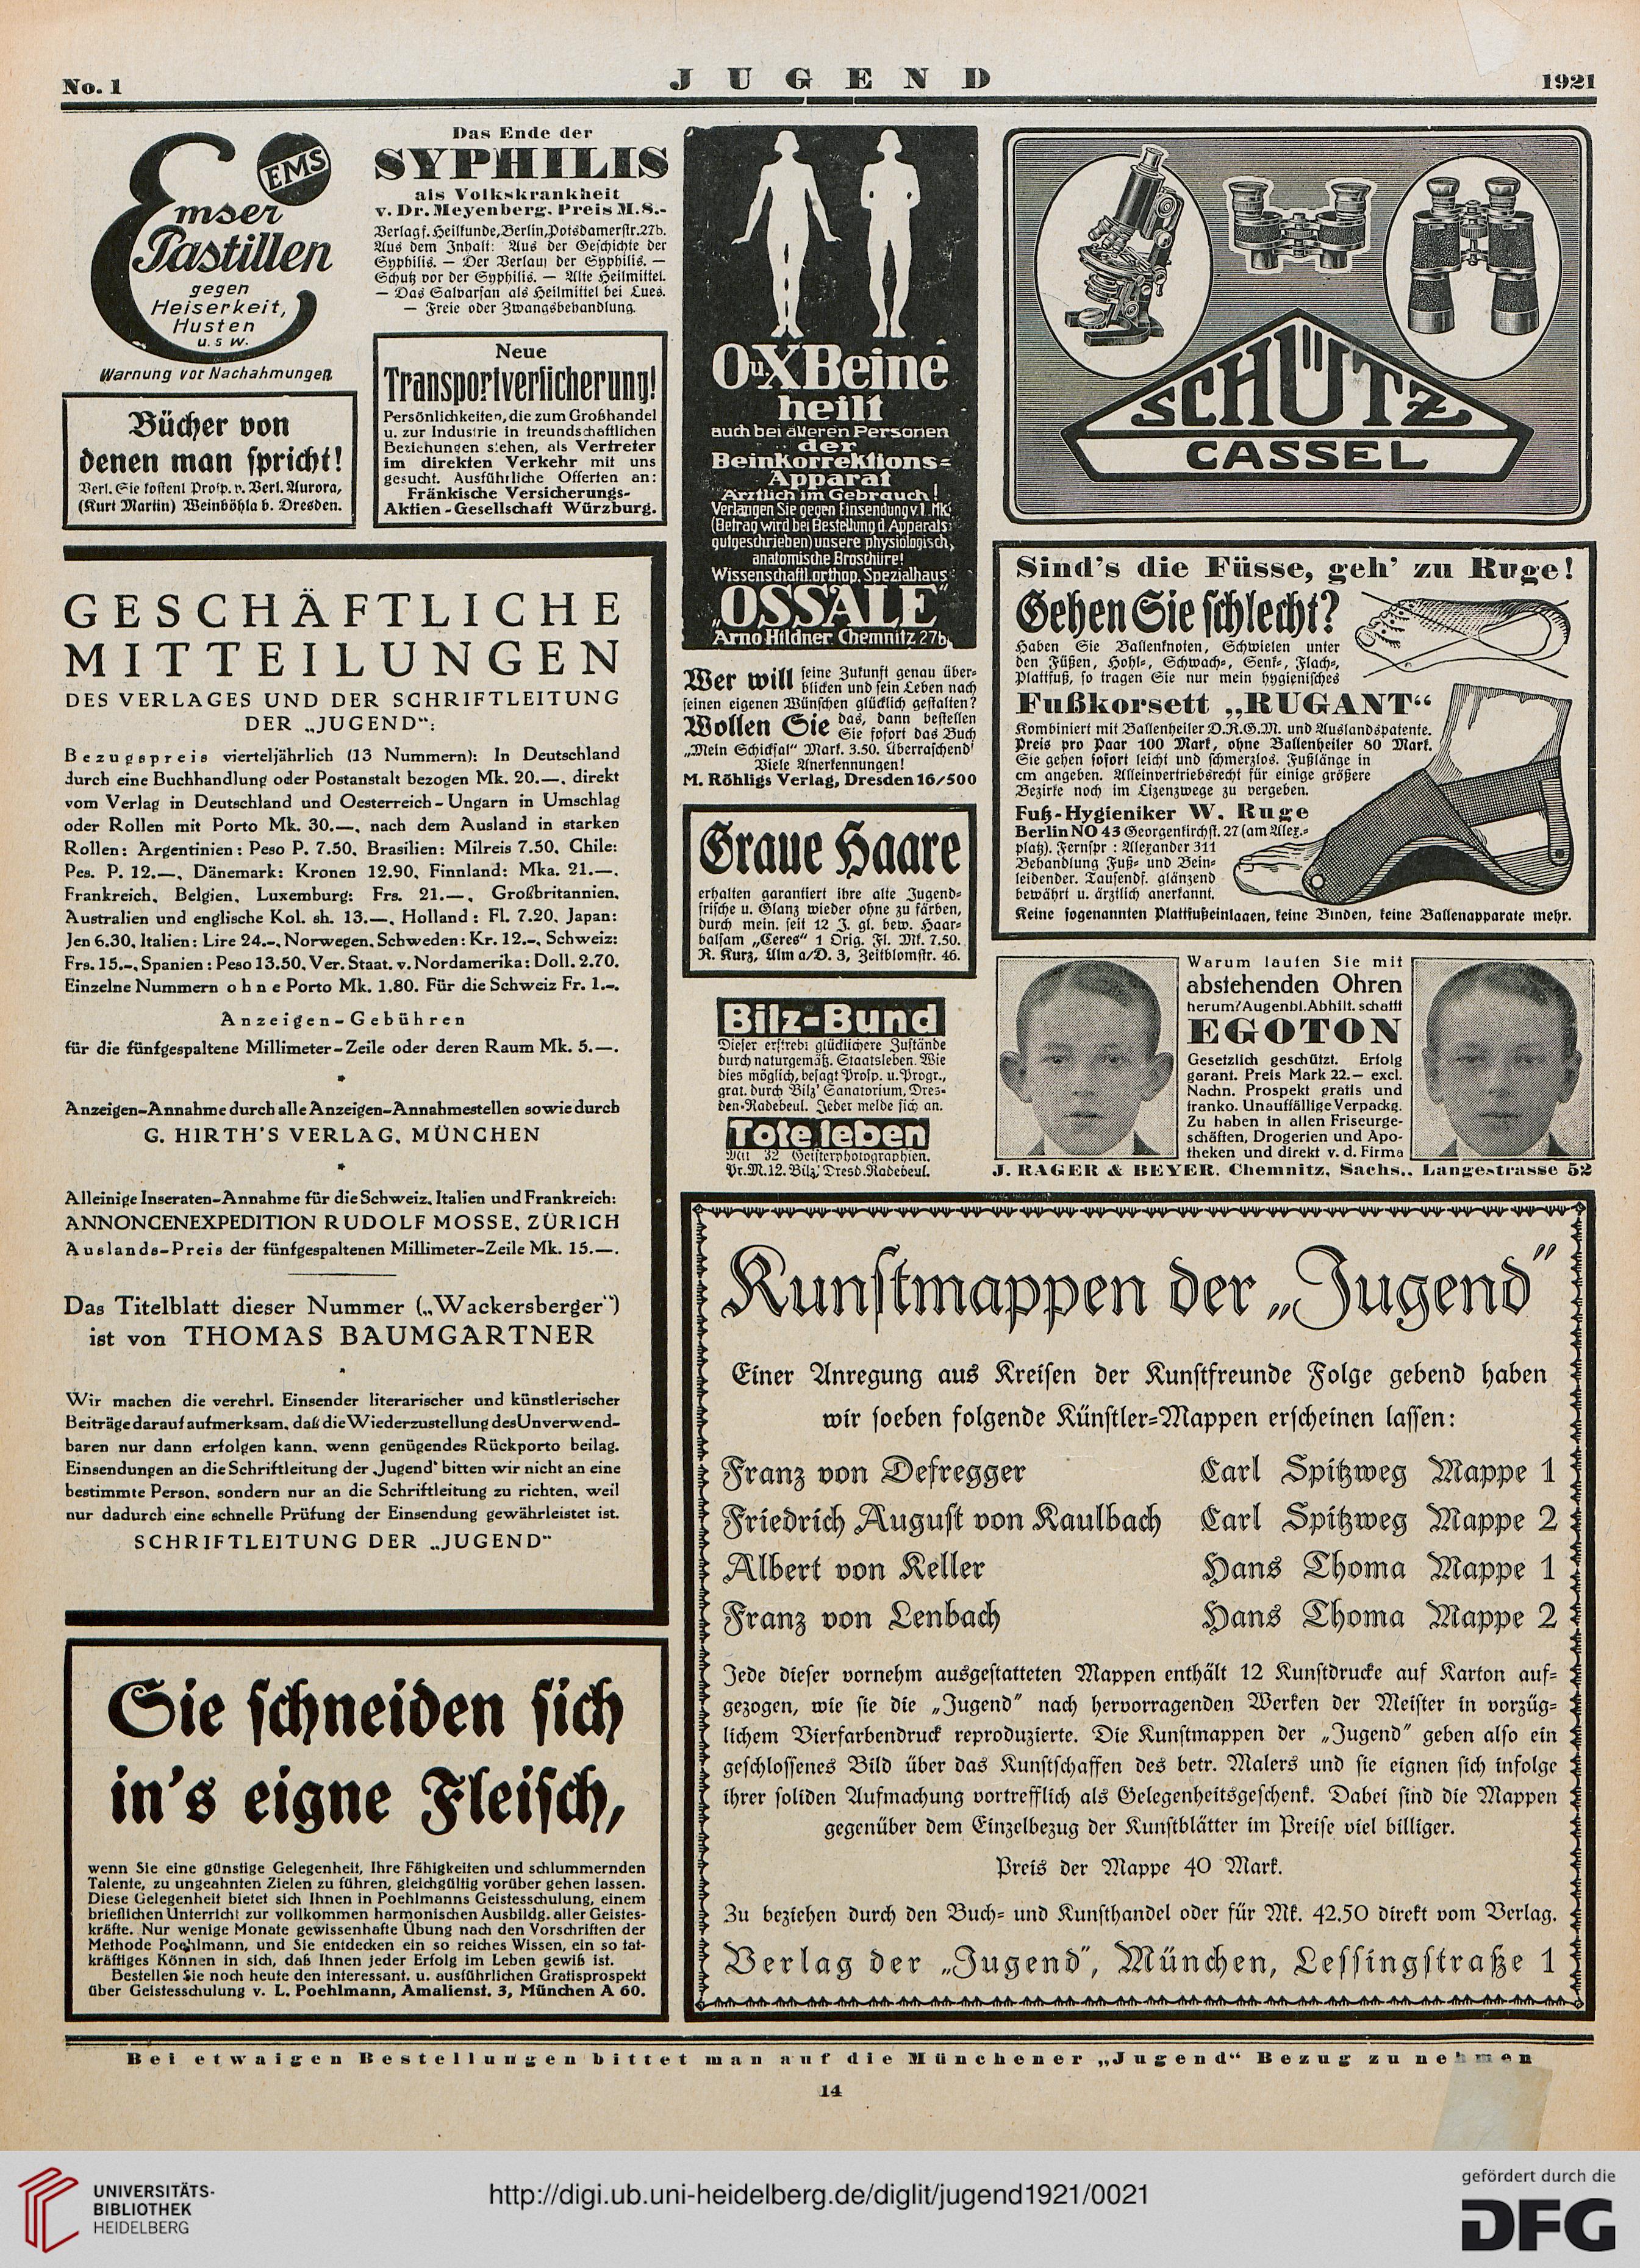 No. 1
JUGEND
1921
EMS
Emser
Pastillen
gegen
Heiserkeit,
Husten
u. s w.
Warnung vor Nachahmungen
Das Ende der
SYPHILIS
als Volkskrankheit
v. Dr. Meyenberg. Preis M. 8.-
Verlag f. Heilkunde, Berlin, Potsdamerstr. 27b.
Aus dem Inhalt: Aus der Geschichte der
Syphilis. — Der Verlauf der Syphilis. —
Schutz vor der Syphilis. — Alte Heilmittel.
— Das Salvarsan als Heilmittel bei Lues.
— Freie oder Zwangsbehandlung.
Bücher von
denen man spricht!
Verl. Sie kostenl Prosp. v. Verl. Aurora,
(Kurt Martin) Weinböhla b. Dresden.
Neue
Transportversicherung!
Persönlichkeiten, die zum Großhandel
u. zur Industrie in freundschaftlichen
Beziehungen stehen, als Vertreter
im direkten Verkehr mit uns
gesucht. Ausführliche Offerten an:
Fränkische Versicherungs-
Aktien-Gesellschaft Würzburg.
O u. X Beine
heilt
auch bei älteren Personen
der
Beinkorrektions-
Apparat
Ärztlich im Gebrauch!
Verlangen Sie gegen Einsendung v. 1. Mk.
(Betrag wird bei Bestellung d. Apparats
gutgeschrieben) unsere physiologisch,
anatomische Broschüre!
Wissenschaftl. orthop. Spezialhaus
„OSSALE"
Arno Hildner Chemnitz 27b
SCHÜTZ
CASSEL
GESCHÄFTLICHE
MITTEILUNGEN
DES VERLAGES UND DER SCHRIFTLEITUNG
DER „JUGEND“:
Bezugspreis vierteljährlich (13 Nummern): In Deutschland
durch eine Buchhandlung oder Postanstalt bezogen Mk. 20.—, direkt
vom Verlag in Deutschland und Oesterreich-Ungarn in Umschlag
oder Rollen mit Porto Mk. 30.—, nach dem Ausland in starken
Rollen: Argentinien: Peso P. 7.50, Brasilien: Milreis 7.50, Chile:
Pes. P. 12.—, Dänemark: Kronen 12.90, Finnland: Mka. 21.—,
Frankreich, Belgien, Luxemburg: Frs. 21.—, Großbritannien,
Australien und englische Kol. sh. 13.—, Holland: Fl. 7.20, Japan:
Jen 6.30, Italien: Lire 24.-, Norwegen, Schweden: Kr. 12.-, Schweiz:
Frs. 15.-, Spanien: Peso 13.50, Ver. Staat. v. Nordamerika: Doll. 2.70.
Einzelne Nummern ohne Porto Mk. 1.80. Für die Schweiz Fr. 1.-.
Anzeigen-Gebühren
für die fünfgespaltene Millimeter-Zeile oder deren Raum Mk. 5.—.
*
Anzeigen-Annahme durch alle Anzeigen-Annahmestellen sowie durch
G. HIRTH'S VERLAG, MÜNCHEN
*
Alleinige Inseraten-Annahme für die Schweiz, Italien und Frankreich:
ANNONCENEXPEDITION RUDOLF MOSSE, ZÜRICH
Auslands-Preis der fünfgespaltenen Millimeter-Zeile Mk. 15.—.
Das Titelblatt dieser Nummer („Wackersberger“)
ist von THOMAS BAUMGARTNER
*
Wir machen die verehrl. Einsender literarischer und künstlerischer
Beiträge darauf aufmerksam, daß die Wiederzustellung des Unverwend-
baren nur dann erfolgen kann, wenn genügendes Rückporto beilag.
Einsendungen an die Schriftleitung der ‚Jugend‘ bitten wir nicht an eine
bestimmte Person, sondern nur an die Schriftleitung zu richten, weil
nur dadurch eine schnelle Prüfung der Einsendung gewährleistet ist.
SCHRIFTLEITUNG DER „JUGEND“
Sie schneiden sich
in's eigne Fleisch,
wenn Sie eine günstige Gelegenheit, Ihre Fähigkeiten und schlummernden
Talente, zu ungeahnten Zielen zu führen, gleichgültig vorüber gehen lassen.
Diese Gelegenheit bietet sich Ihnen in Poehlmanns Geistesschulung, einem
brieflichen Unterricht zur vollkommen harmonischen Ausbildg. aller Geistes-
kräfte. Nur wenige Monate gewissenhafte Übung nach den Vorschriften der
Methode Poehlmann, und Sie entdecken ein so reiches Wissen, ein so tat-
kräftiges Können in sich, daß Ihnen jeder Erfolg im Leben gewiß ist.
Bestellen Sie noch heute den interessant. u. ausführlichen Gratisprospekt
über Geistesschulung v. L. Poehlmann, Amalienst. 3, München A 60.
Wer will seine Zukunft genau über-
blicken und sein Leben nach
seinen eigenen Wünschen glücklich gestalten?
Wollen Sie das, dann bestellen
Sie sofort das Buch
„Mein Schicksal“ Mark. 3.50. Überraschend!
Viele Anerkennungen!
M. Röhligs Verlag, Dresden 16/500
Graue Haare
erhalten garantiert ihre alte Jugend-
frische u. Glanz wieder ohne zu färben,
durch mein. seit 12 J. gl. bew. Haar-
balsam „Ceres“ 1 Orig. Fl. Mk. 7.50.
R. Kurz, Ulm a/D. 3, Zeitblomstr. 46.
Bilz-Bund
Dieser erstrebt glücklichere Zustände
durch naturgemäß. Staatsleben. Wie
dies möglich, besagt Prosp. u. Progr.,
grat. durch Bilz' Sanatorium, Dres-
den-Radebeul. Jeder melde sich an.
Tote leben
Mit 32 Geisterphotographien.
Pr. M. 12. Bilz, Dresd.-Radebeul.
Sind's die Füsse, geh' zu Ruge!
Gehen Sie schlecht?
Haben Sie Ballenknoten, Schwielen unter
den Füßen, Hohl-, Schwach-, Senk-, Flach-,
Plattfuß, so tragen Sie nur mein hygienisches
Fußkorsett „RUGANT“
Kombiniert mit Ballenheiler D.R.G.M. und Auslandspatente.
Preis pro Paar 100 Mark, ohne Ballenheiler 80 Mark.
Sie gehen sofort leicht und schmerzlos. Fußlänge in
cm angeben. Alleinvertriebsrecht für einige größere
Bezirke noch im Lizenzwege zu vergeben.
Fuß-Hygieniker W. Ruge
Berlin NO 43 Georgenkirchst. 27 (am Alex.-
platz). Fernspr: Alexander 311
Behandlung Fuß- und Bein-
leidender. Tausendf. glänzend
bewährt u. ärztlich anerkannt.
Keine sogenannten Plattfußeinlagen, keine Binden, keine Ballenapparate mehr.
Warum laufen Sie mit
abstehenden Ohren
herum? Augenbl. Abhilf. schafft
EGOTON
Gesetzlich geschützt. Erfolg
garant. Preis Mark 22.— excl.
Nachn. Prospekt gratis und
franko. Unauffällige Verpackg.
Zu haben in allen Friseurge-
schäften, Drogerien und Apo-
theken und direkt v. d. Firma
J. RAGER & BEYER. Chemnitz, Sachs., Langestrasse 52
Kunstmappen der „Jugend"
Einer Anregung aus Kreisen der Kunstfreunde Folge gebend haben
wir soeben folgende Künstler-Mappen erscheinen lassen:
Franz von Defregger
Friedrich August von Kaulbach
Albert von Keller
Franz von Lenbach
Carl Spitzweg Mappe 1
Carl Spitzweg Mappe 2
Hans Thoma Mappe 1
Hans Thoma Mappe 2
Jede dieser vornehm ausgestatteten Mappen enthält 12 Kunstdrucke auf Karton auf-
gezogen, wie sie die „Jugend" nach hervorragenden Werken der Meister in vorzüg-
lichem Vierfarbendruck reproduzierte. Die Kunstmappen der „Jugend" geben also ein
geschlossenes Bild über das Kunstschaffen des betr. Malers und sie eignen sich infolge
ihrer soliden Aufmachung vortrefflich als Gelegenheitsgeschenk. Dabei sind die Mappen
gegenüber dem Einzelbezug der Kunstblätter im Preise viel billiger.
Preis der Mappe 40 Mark.
Zu beziehen durch den Buch- und Kunsthandel oder für Mk. 42.50 direkt vom Verlag.
Verlag der „Jugend", München, Lessingstraße 1
Bei etwaigen Bestellungen bittet man auf die Münchener „Jugend“ Bezug zu nehmen
14
UNIVERSITÄTS-
BIBLIOTHEK
HEIDELBERG
http://digi.ub.uni-heidelberg.de/diglit/jugend1921/0021
gefördert durch die
DFG